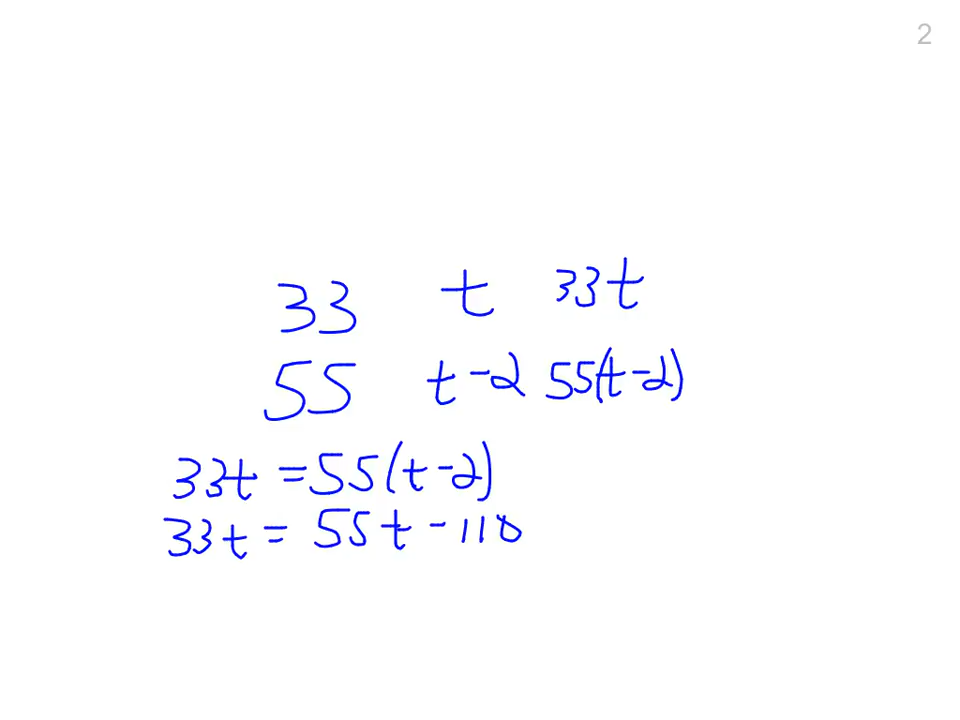 2
33 t 33t
55 t-2 55(t-2)
33t = 55(t-2)
33t = 55t - 110